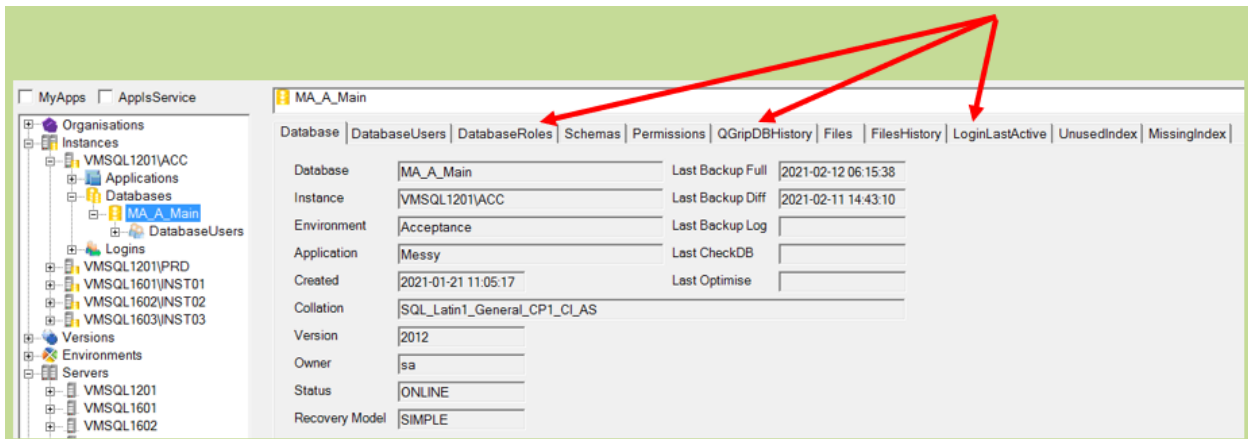 MyApps AppIsService MA_A_Main
Organisations
Instances
VMSQL1201\ACC
Applications
Databases
MA_A_Main
DatabaseUsers
Logins
VMSQL1201\PRD
VMSQL1601\INST01
VMSQL1602\INST02
VMSQL1603\INST03
Versions
Environments
Servers
VMSQL1201
VMSQL1601
VMSQL1602
Database DatabaseUsers DatabaseRoles Schemas Permissions QGripDBHistory Files FilesHistory LoginLastActive UnusedIndex MissingIndex
Database MA_A_Main Last Backup Full 2021-02-12 06:15:38
Instance VMSQL1201\ACC Last Backup Diff 2021-02-11 14:43:10
Environment Acceptance Last Backup Log
Application Messy Last CheckDB
Created 2021-01-21 11:05:17 Last Optimise
Collation SQL_Latin1_General_CP1_CI_AS
Version 2012
Owner sa
Status ONLINE
Recovery Model SIMPLE